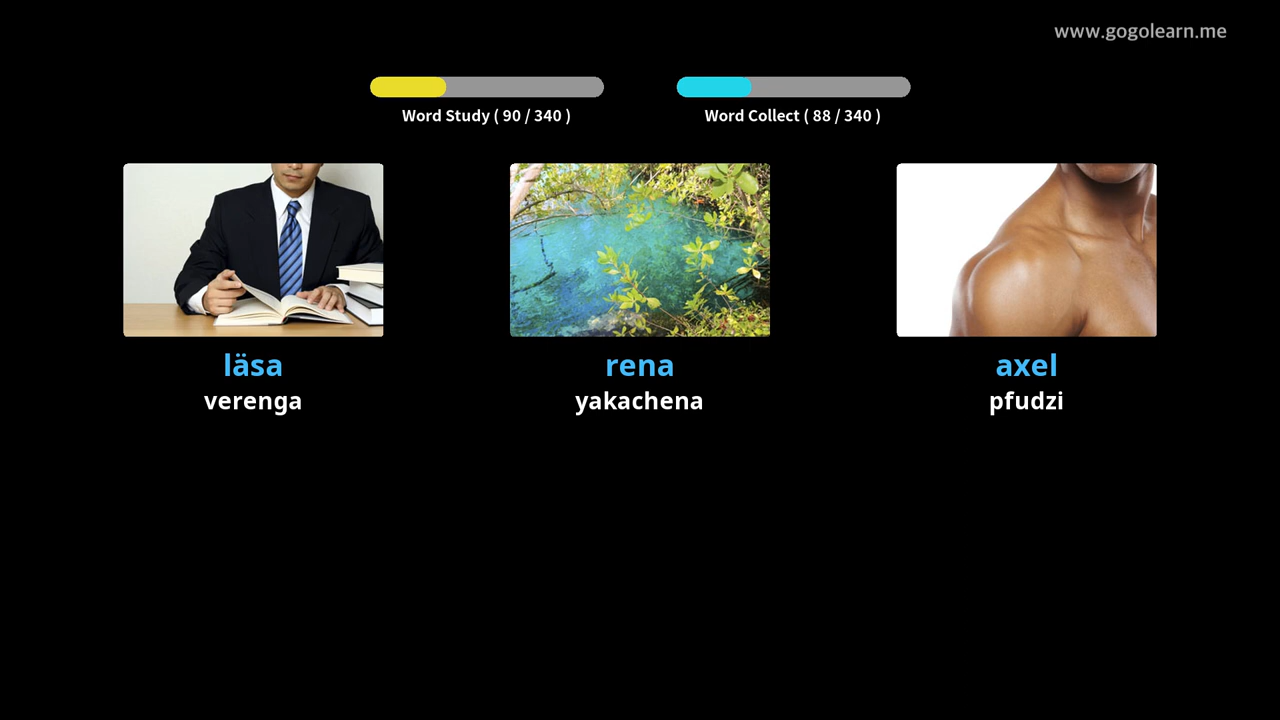 www.gogolearn.me
Word Study ( 90 / 340 )
Word Collect ( 88 / 340 )
läsa
verenga
rena
yakachena
axel
pfudzi